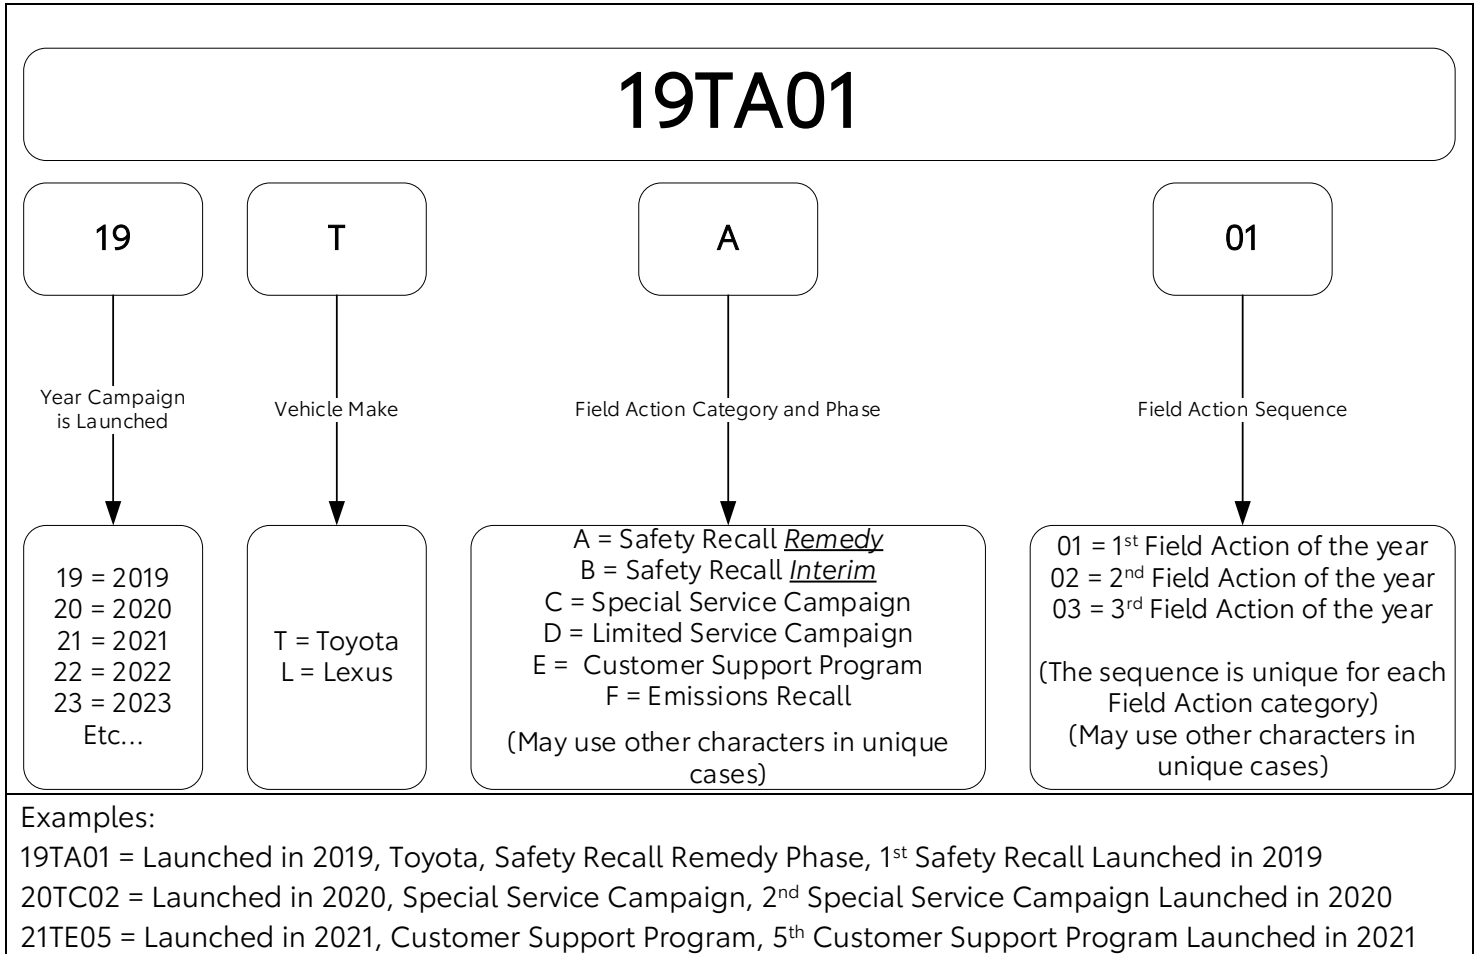 19TA01
19
T
A
01
Year Campaign
is Launched
Vehicle Make
Field Action Category and Phase
Field Action Sequence
19 = 2019
20 = 2020
21 = 2021
22 = 2022
23 = 2023
Etc...
T = Toyota
L = Lexus
A = Safety Recall Remedy
B = Safety Recall Interim
C = Special Service Campaign
D = Limited Service Campaign
E =  Customer Support Program
F = Emissions Recall
(May use other characters in unique
cases)
01 = 1st Field Action of the year
02 = 2nd Field Action of the year
03 = 3rd Field Action of the year
(The sequence is unique for each
Field Action category)
(May use other characters in
unique cases)
Examples:
19TA01 = Launched in 2019, Toyota, Safety Recall Remedy Phase, 1st Safety Recall Launched in 2019
20TC02 = Launched in 2020, Special Service Campaign, 2nd Special Service Campaign Launched in 2020
21TE05 = Launched in 2021, Customer Support Program, 5th Customer Support Program Launched in 2021